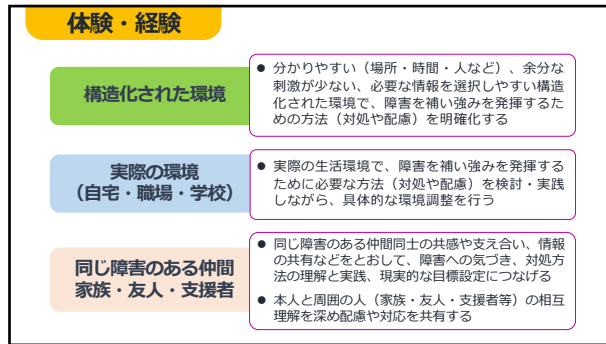 体験・経験
構造化された環境
● 分かりやすい（場所・時間・人など）、余分な
刺激が少ない、必要な情報を選択しやすい構造
化された環境で、障害を補い強みを発揮するた
めの方法（対処や配慮）を明確化する
実際の環境
（自宅・職場・学校）
● 実際の生活環境で、障害を補い強みを発揮する
ために必要な方法（対処や配慮）を検討・実践
しながら、具体的な環境調整を行う
同じ障害のある仲間
家族・友人・支援者
● 同じ障害のある仲間同士の共感や支え合い、情報
の共有などをとおして、障害への気づき、対処方
法の理解と実践、現実的な目標設定につなげる
● 本人と周囲の人（家族・友人・支援者等）の相互
理解を深め配慮や対応を共有する